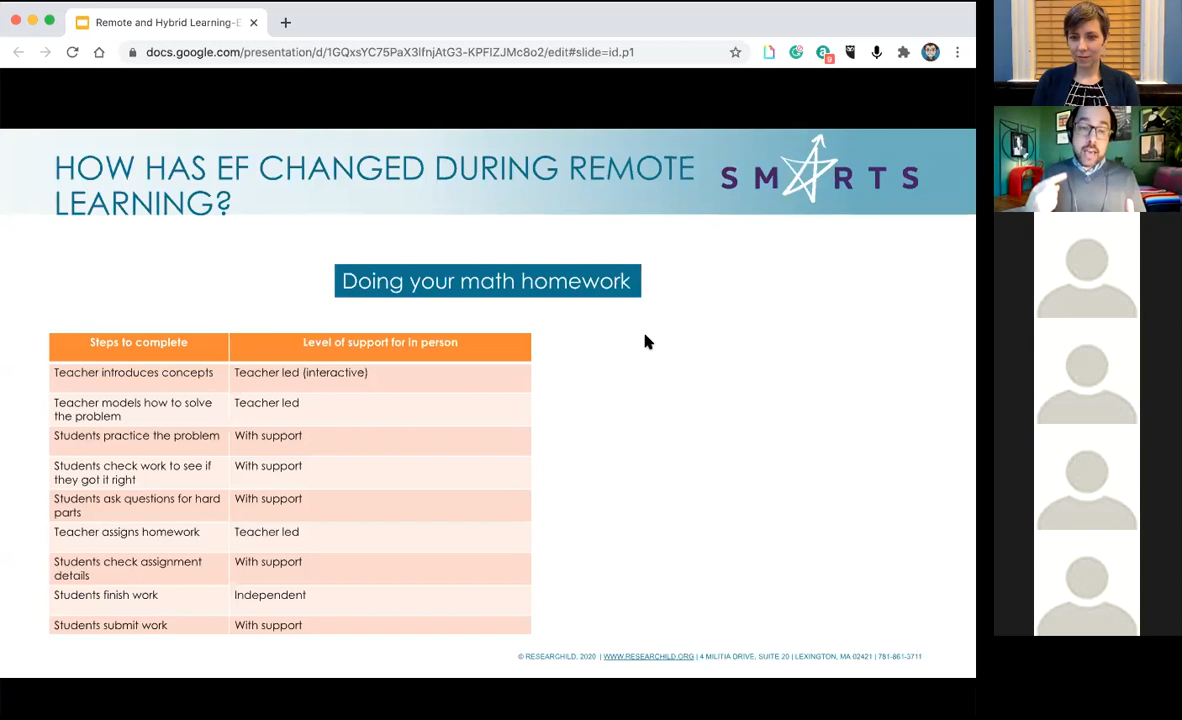 Remote and Hybrid Learning-E
docs.google.com/presentation/d/1GQxsYC75PaX3lfnjAtG3-KPFIZJMc8o2/edit#slide=id.p1
HOW HAS EF CHANGED DURING REMOTE
LEARNING?
SMARTS
Doing your math homework
Steps to complete
Level of support for in person
Teacher introduces concepts
Teacher led (interactive)
Teacher models how to solve
the problem
Teacher led
Students practice the problem
With support
Students check work to see if
they got it right
With support
Students ask questions for hard
parts
With support
Teacher assigns homework
Teacher led
Students check assignment
details
With support
Students finish work
Independent
Students submit work
With support
© RESEARCHILD, 2020 | WWW.RESEARCHILD.ORG | 4 MILITIA DRIVE, SUITE 20 | LEXINGTON, MA 02421 | 781-861-3711